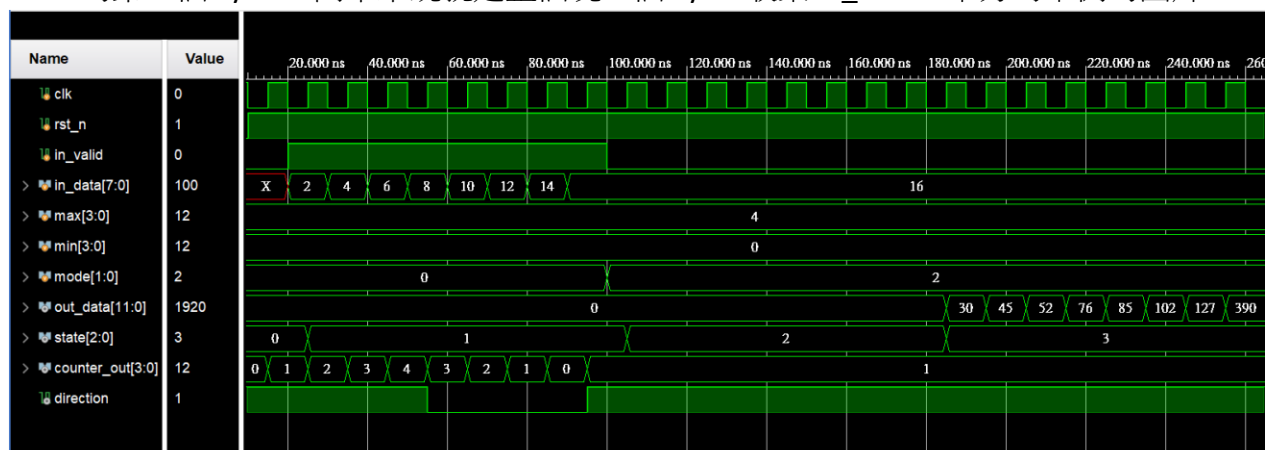 Name Value
20.000 ns 40.000 ns 60.000 ns 80.000 ns 100.000 ns 120.000 ns 140.000 ns 160.000 ns 180.000 ns 200.000 ns 220.000 ns 240.000 ns 260
clk 0
rst_n 1
in_valid 0
in_data[7:0] 100 X 2 4 6 8 10 12 14 16
max[3:0] 12 4
min[3:0] 12 0
mode[1:0] 2 0 2
out_data[11:0] 1920 0 30 45 52 76 85 102 127 390
state[2:0] 3 0 1 2 3
counter_out[3:0] 12 0 1 2 3 4 3 2 1 0 1
direction 1